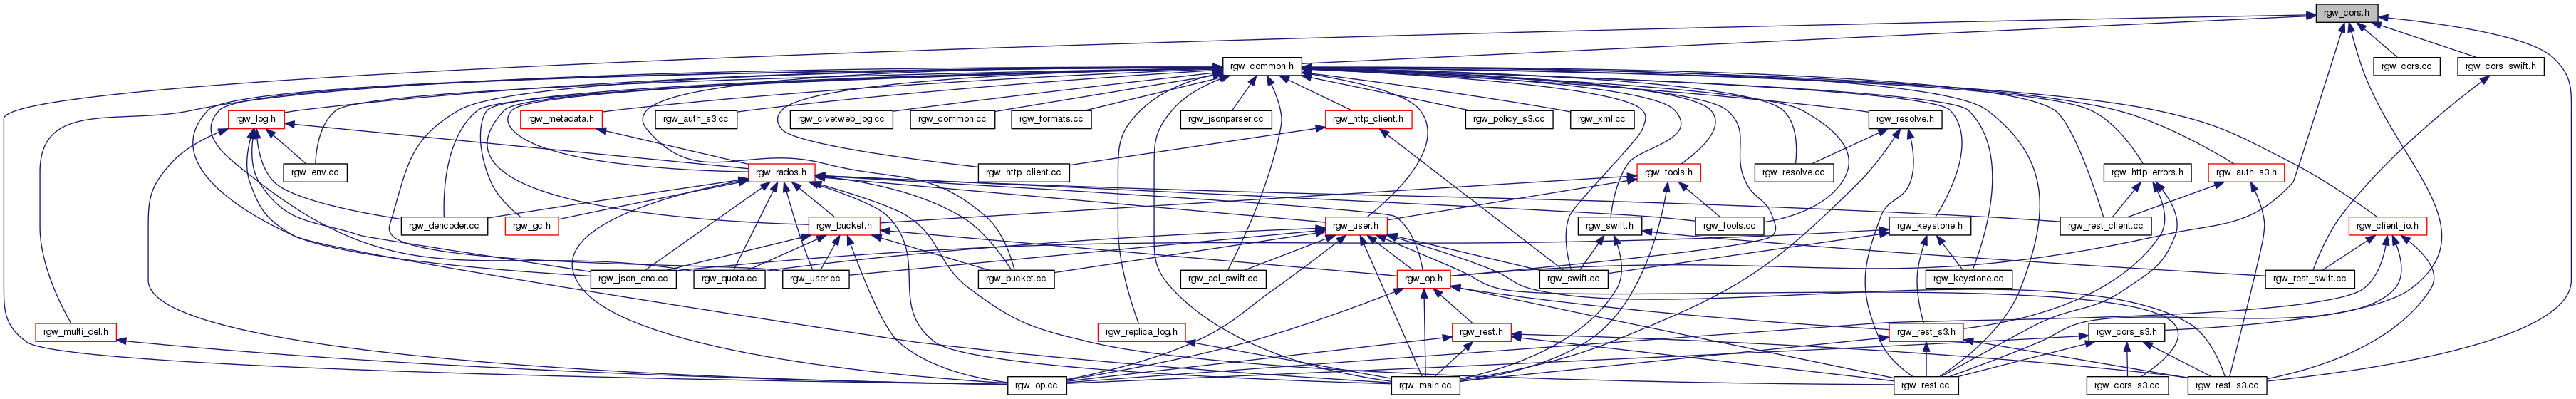 rgw_cors.h
rgw_common.h
rgw_cors.cc
rgw_cors_swift.h
rgw_log.h
rgw_metadata.h
rgw_auth_s3.cc
rgw_civetweb_log.cc
rgw_common.cc
rgw_formats.cc
rgw_jsonparser.cc
rgw_http_client.h
rgw_policy_s3.cc
rgw_xml.cc
rgw_resolve.h
rgw_env.cc
rgw_rados.h
rgw_http_client.cc
rgw_tools.h
rgw_resolve.cc
rgw_http_errors.h
rgw_auth_s3.h
rgw_dencoder.cc
rgw_gc.h
rgw_bucket.h
rgw_user.h
rgw_swift.h
rgw_tools.cc
rgw_keystone.h
rgw_rest_client.cc
rgw_client_io.h
rgw_json_enc.cc
rgw_quota.cc
rgw_user.cc
rgw_bucket.cc
rgw_acl_swift.cc
rgw_op.h
rgw_swift.cc
rgw_keystone.cc
rgw_rest_swift.cc
rgw_multi_del.h
rgw_replica_log.h
rgw_rest.h
rgw_rest_s3.h
rgw_cors_s3.h
rgw_op.cc
rgw_main.cc
rgw_rest.cc
rgw_cors_s3.cc
rgw_rest_s3.cc